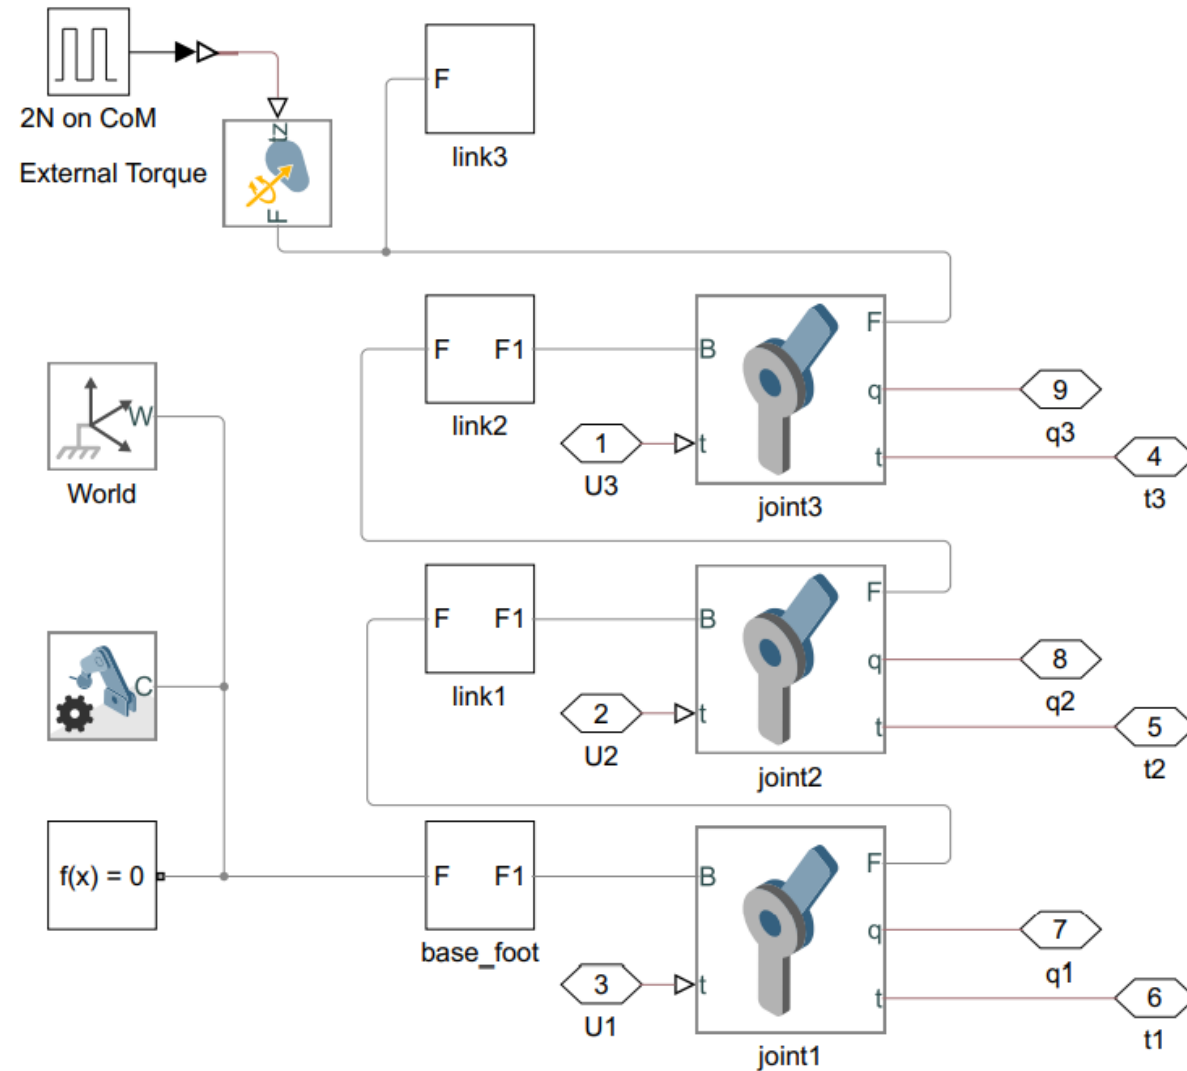 2N on CoM
External Torque
tz
F
F
link3
F
F1
link2
B
F
q
t
t
1
U3
joint3
9
q3
4
t3
W
World
F
F1
link1
B
F
q
t
t
2
U2
joint2
8
q2
5
t2
C
f(x) = 0
F
F1
base_foot
B
F
q
t
t
3
U1
joint1
7
q1
6
t1